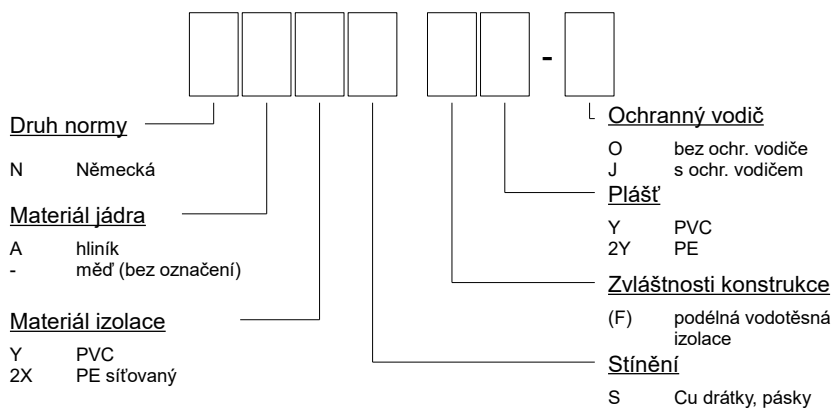 -
Druh normy
N Německá
Materiál jádra
A hliník
- měď (bez označení)
Materiál izolace
Y PVC
2X PE síťovaný
Ochranný vodič
O bez ochr. vodiče
J s ochr. vodičem
Plášť
Y PVC
2Y PE
Zvláštnosti konstrukce
(F) podélná vodotěsná
izolace
Stínění
S Cu drátky, pásky